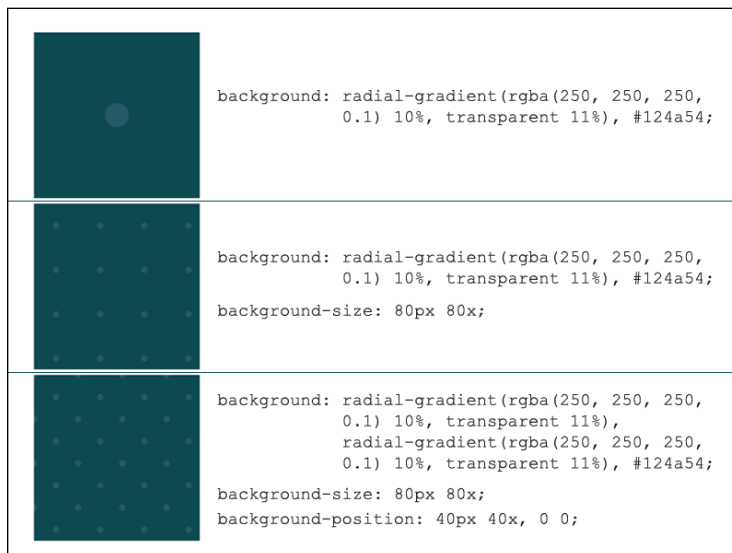 background: radial-gradient(rgba(250, 250, 250,
0.1) 10%, transparent 11%), #124a54;
background: radial-gradient(rgba(250, 250, 250,
0.1) 10%, transparent 11%), #124a54;
background-size: 80px 80x;
background: radial-gradient(rgba(250, 250, 250,
0.1) 10%, transparent 11%),
radial-gradient(rgba(250, 250, 250,
0.1) 10%, transparent 11%), #124a54;
background-size: 80px 80x;
background-position: 40px 40x, 0 0;